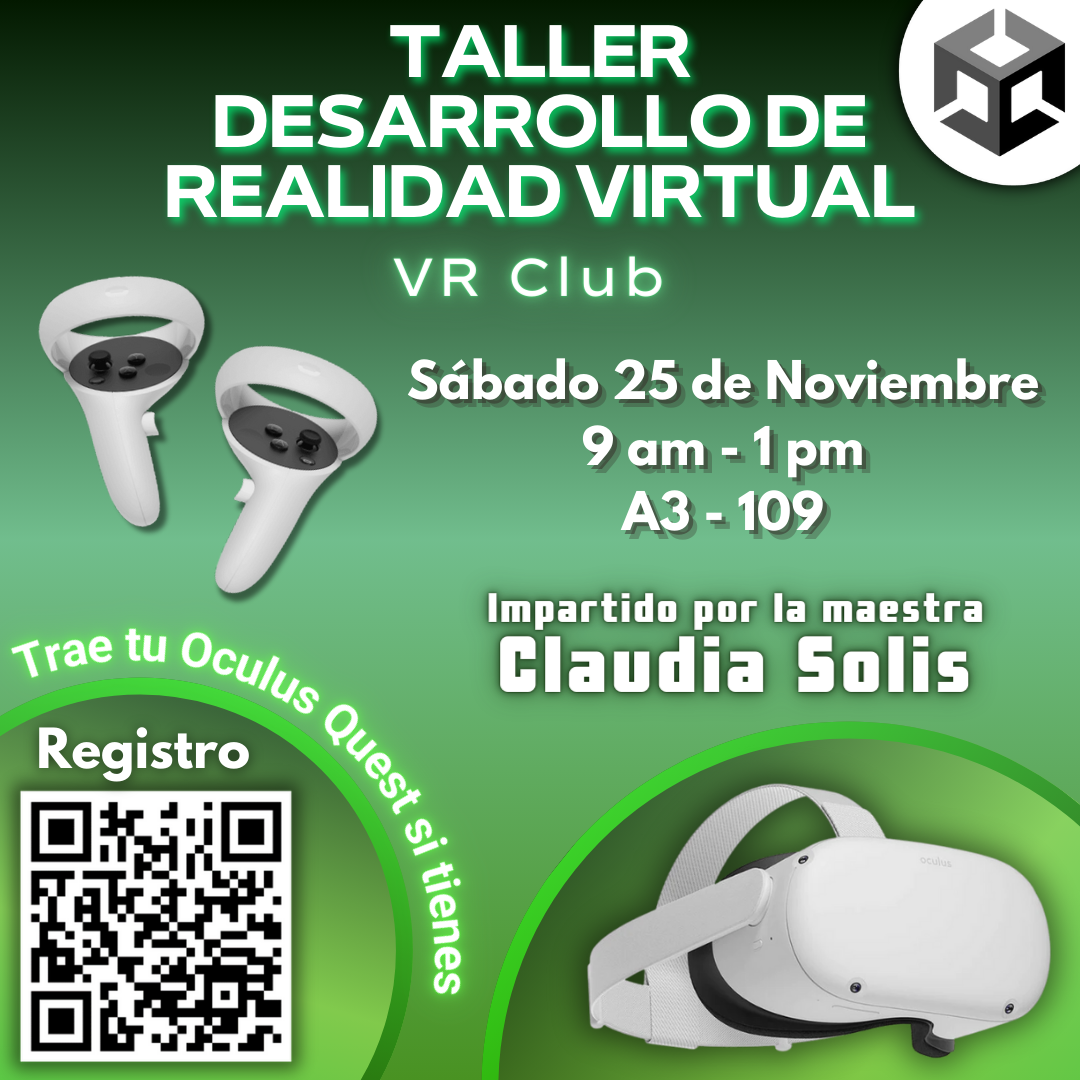 TALLER
DESARROLLO DE
REALIDAD VIRTUAL
VR Club
Sábado 25 de Noviembre
9 am - 1 pm
A3 - 109
Impartido por la maestra
Claudia Solis
Trae tu Oculus Quest si tienes
Registro
oculus